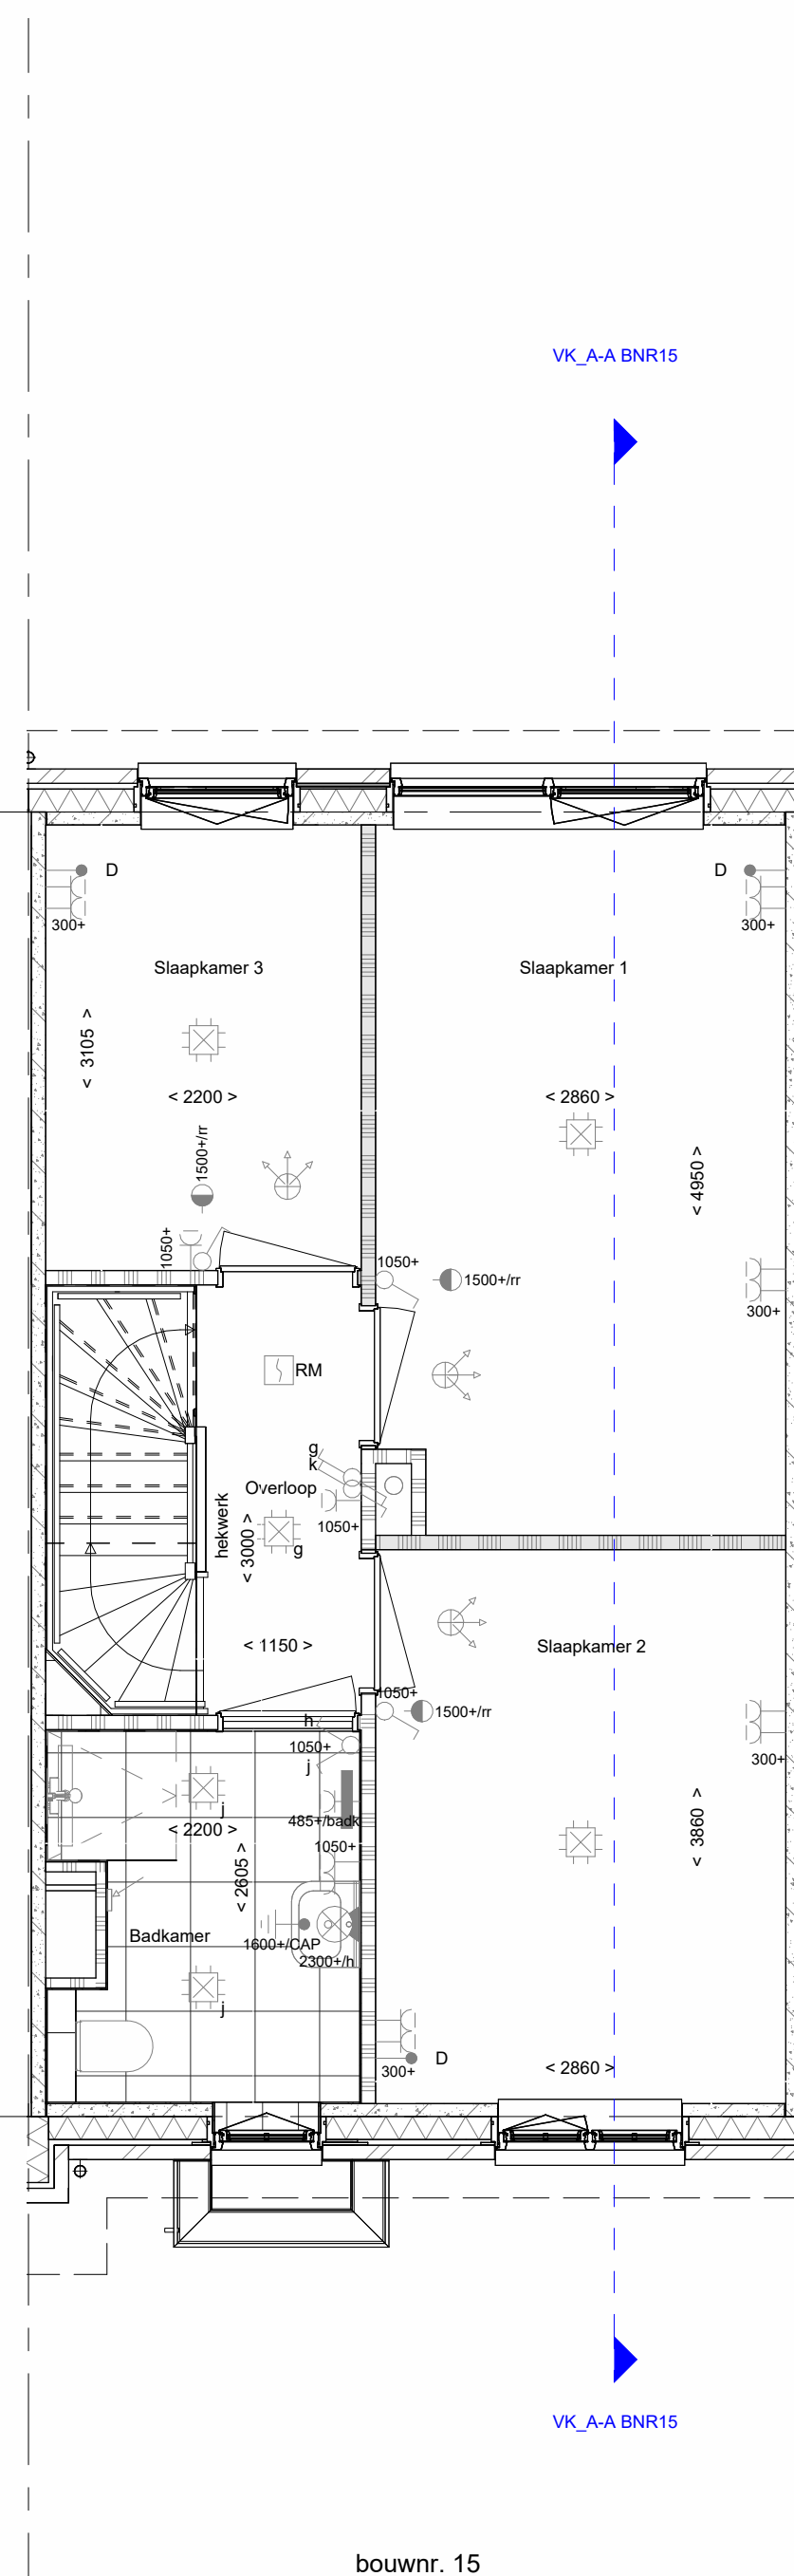 VK_A-A BNR15
D
300+
D
300+
Slaapkamer 3
Slaapkamer 1
< 3105 >
< 2200 >
< 2860 >
1500+/rr
< 4950 >
1050+
1050+
1500+/rr
300+
RM
g
k
Overloop
1050+
hekwerk
< 3000 >
g
< 1150 >
Slaapkamer 2
1050+
1500+/rr
h
1050+
j
300+
j
485+/badk
< 2200 >
1050+
< 2605 >
< 3860 >
Badkamer
1600+/CAP
2300+/h
j
300+
D
< 2860 >
VK_A-A BNR15
bouwnr. 15